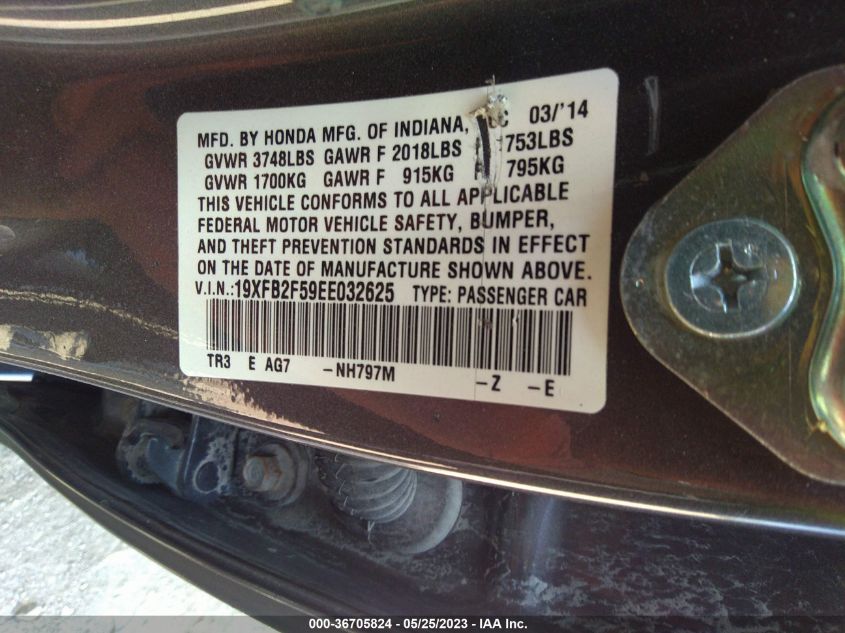 MFD. BY HONDA MFG. OF INDIANA, C 03/'14
GVWR 3748LBS GAWR F 2018LBS 1753LBS
GVWR 1700KG GAWR F 915KG 795KG
THIS VEHICLE CONFORMS TO ALL APPLICABLE
FEDERAL MOTOR VEHICLE SAFETY, BUMPER,
AND THEFT PREVENTION STANDARDS IN EFFECT
ON THE DATE OF MANUFACTURE SHOWN ABOVE.
V.I.N.:19XFB2F59EE032625 TYPE: PASSENGER CAR
TR3 E AG7 -NH797M -Z -E
000-36705824 - 05/25/2023 - IAA Inc.